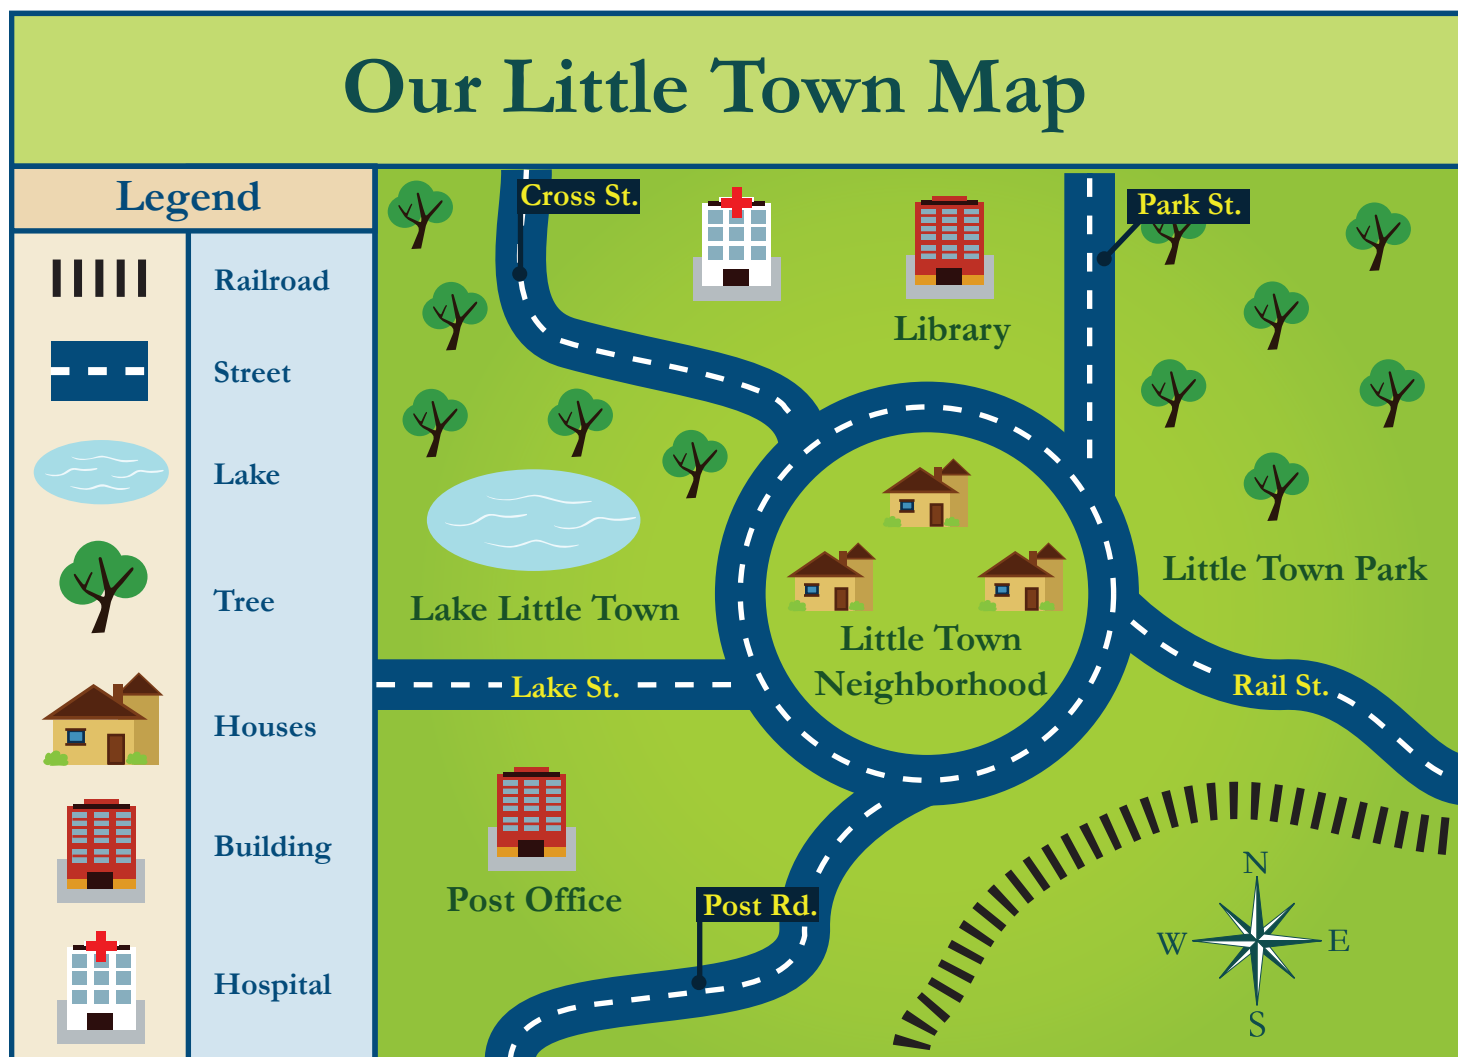 Our Little Town Map
Legend
Railroad
Street
Lake
Tree
Houses
Building
Hospital
Cross St.
Park St.
Library
Little Town Park
Lake Little Town
Little Town
Neighborhood
Lake St.
Rail St.
Post Office
Post Rd.
N
W
E
S